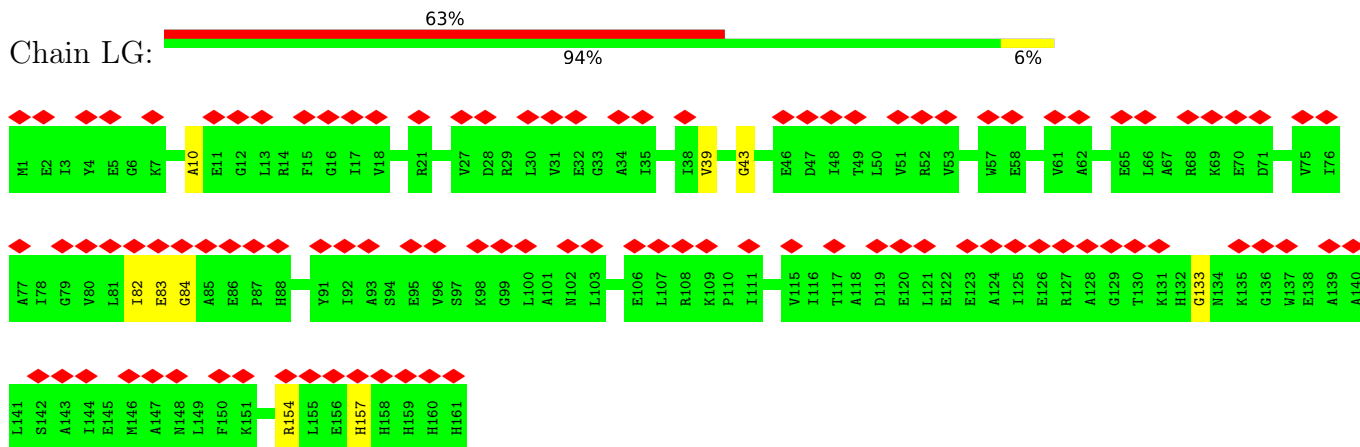 63%
Chain LG:
94% 6%
M1 E2 I3 Y4 E5 G6 K7 A10 E11 G12 L13 R14 F15 G16 I17 V18 R21 V27 D28 R29 L30 V31 E32 G33 A34 I35 I38 V39 G43 E46 D47 I48 T49 L50 V51 R52 V53 W57 E58 V61 A62 E65 L66 A67 R68 K69 E70 D71 V75 I76
A77 I78 G79 V80 L81 I82 E83 G84 A85 E86 P87 H88 Y91 I92 A93 S94 E95 V96 S97 K98 G99 L100 A101 N102 L103 E106 L107 R108 K109 P110 I111 V115 I116 T117 A118 D119 E120 L121 E122 E123 A124 I125 E126 R127 A128 G129 T130 K131 H132 G133 N134 K135 G136 W137 E138 A139 A140
L141 S142 A143 I144 E145 M146 A147 N148 L149 F150 K151 R154 L155 E156 H157 H158 H159 H160 H161